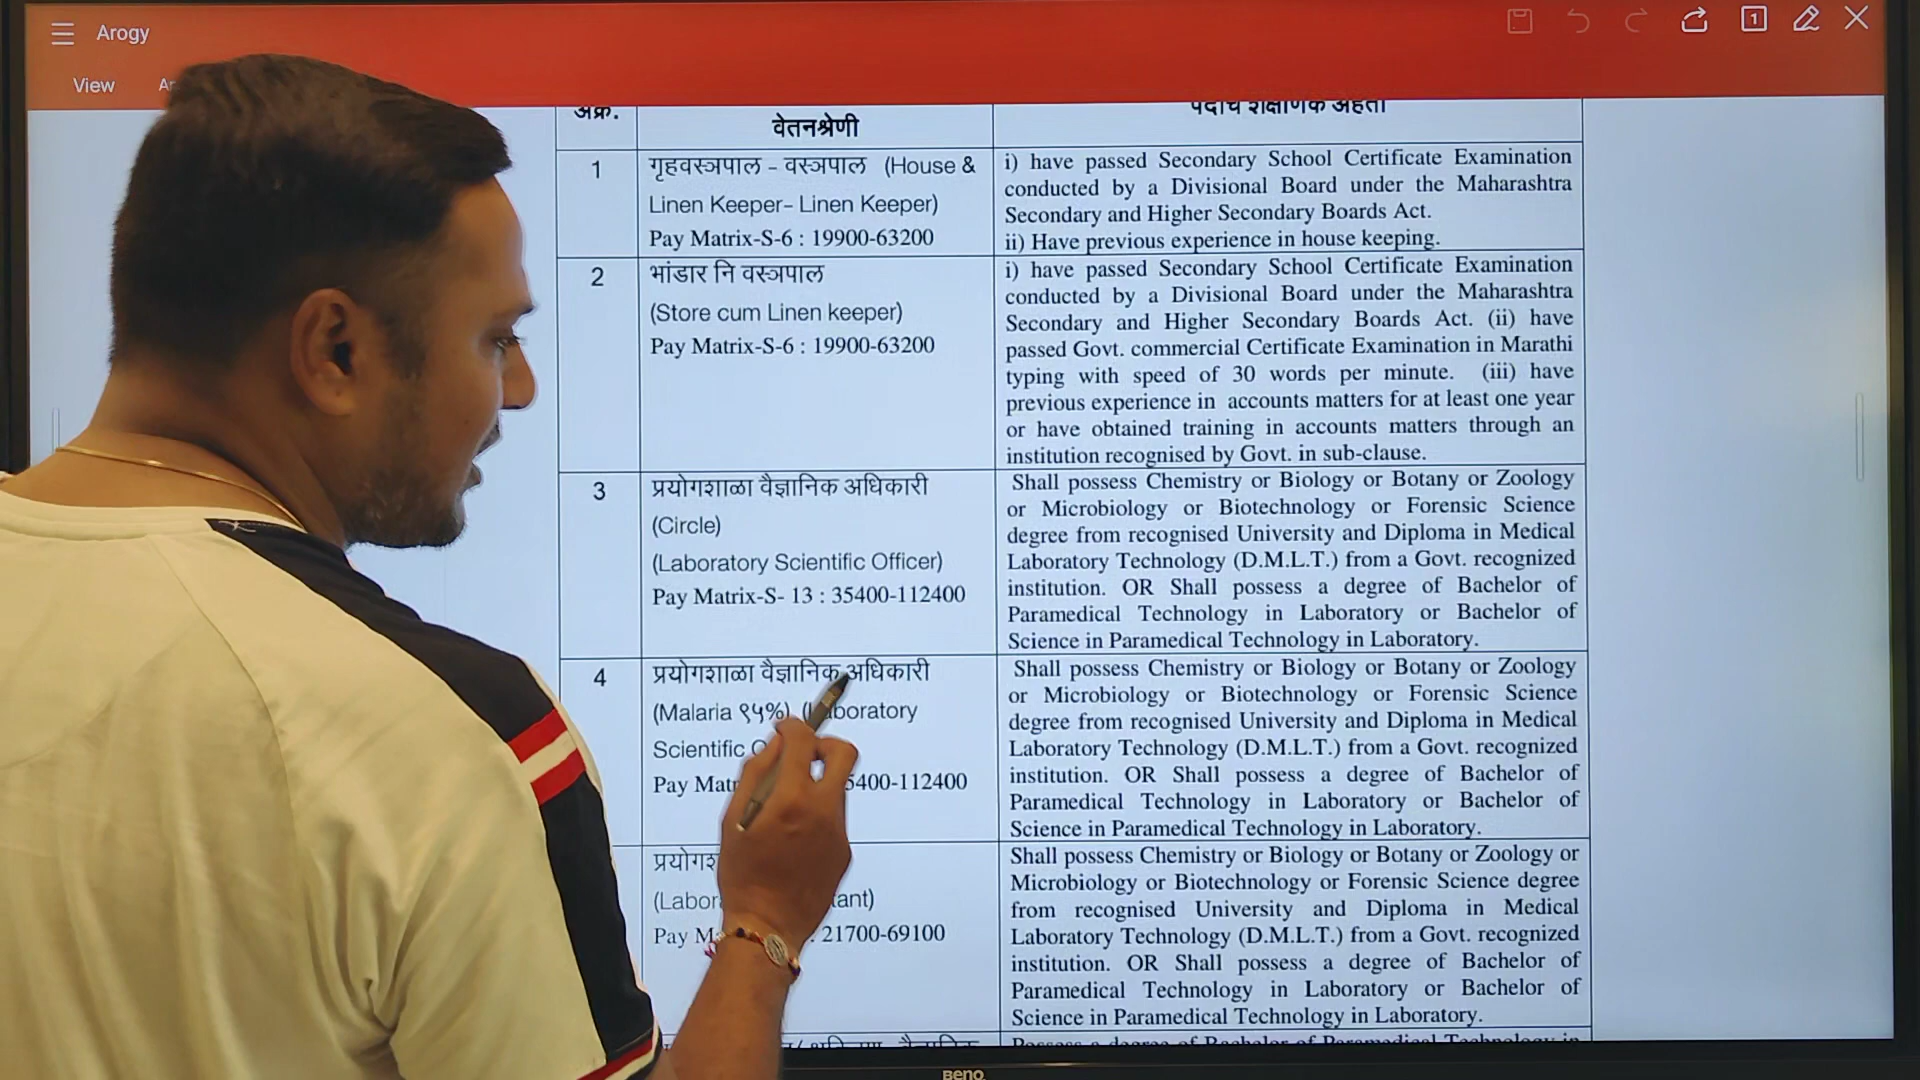 Arogy
1
View
अक्र.
वेतनश्रेणी
1
गृहवस्त्रपाल - वस्त्रपाल (House &
Linen Keeper- Linen Keeper)
Pay Matrix-S-6 : 19900-63200
i) have passed Secondary School Certificate Examination
conducted by a Divisional Board under the Maharashtra
Secondary and Higher Secondary Boards Act.
ii) Have previous experience in house keeping.
2
भांडार नि वस्त्रपाल
(Store cum Linen keeper)
Pay Matrix-S-6 : 19900-63200
i) have passed Secondary School Certificate Examination
conducted by a Divisional Board under the Maharashtra
Secondary and Higher Secondary Boards Act. (ii) have
passed Govt. commercial Certificate Examination in Marathi
typing with speed of 30 words per minute. (iii) have
previous experience in accounts matters for at least one year
or have obtained training in accounts matters through an
institution recognised by Govt. in sub-clause.
3
प्रयोगशाळा वैज्ञानिक अधिकारी
(Circle)
(Laboratory Scientific Officer)
Pay Matrix-S- 13 : 35400-112400
Shall possess Chemistry or Biology or Botany or Zoology
or Microbiology or Biotechnology or Forensic Science
degree from recognised University and Diploma in Medical
Laboratory Technology (D.M.L.T.) from a Govt. recognized
institution. OR Shall possess a degree of Bachelor of
Paramedical Technology in Laboratory or Bachelor of
Science in Paramedical Technology in Laboratory.
4
प्रयोगशाळा वैज्ञानिक अधिकारी
(Malaria १५%)
Scientific
Pay 5400-112400
Shall possess Chemistry or Biology or Botany or Zoology
or Microbiology or Biotechnology or Forensic Science
degree from recognised University and Diploma in Medical
Laboratory Technology (D.M.L.T.) from a Govt. recognized
institution. OR Shall possess a degree of Bachelor of
Paramedical Technology in Laboratory or Bachelor of
Science in Paramedical Technology in Laboratory.
Pay : 21700-69100
Shall possess Chemistry or Biology or Botany or Zoology or
Microbiology or Biotechnology or Forensic Science degree
from recognised University and Diploma in Medical
Laboratory Technology (D.M.L.T.) from a Govt. recognized
institution. OR Shall possess a degree of Bachelor of
Paramedical Technology in Laboratory or Bachelor of
Science in Paramedical Technology in Laboratory.
BenQ